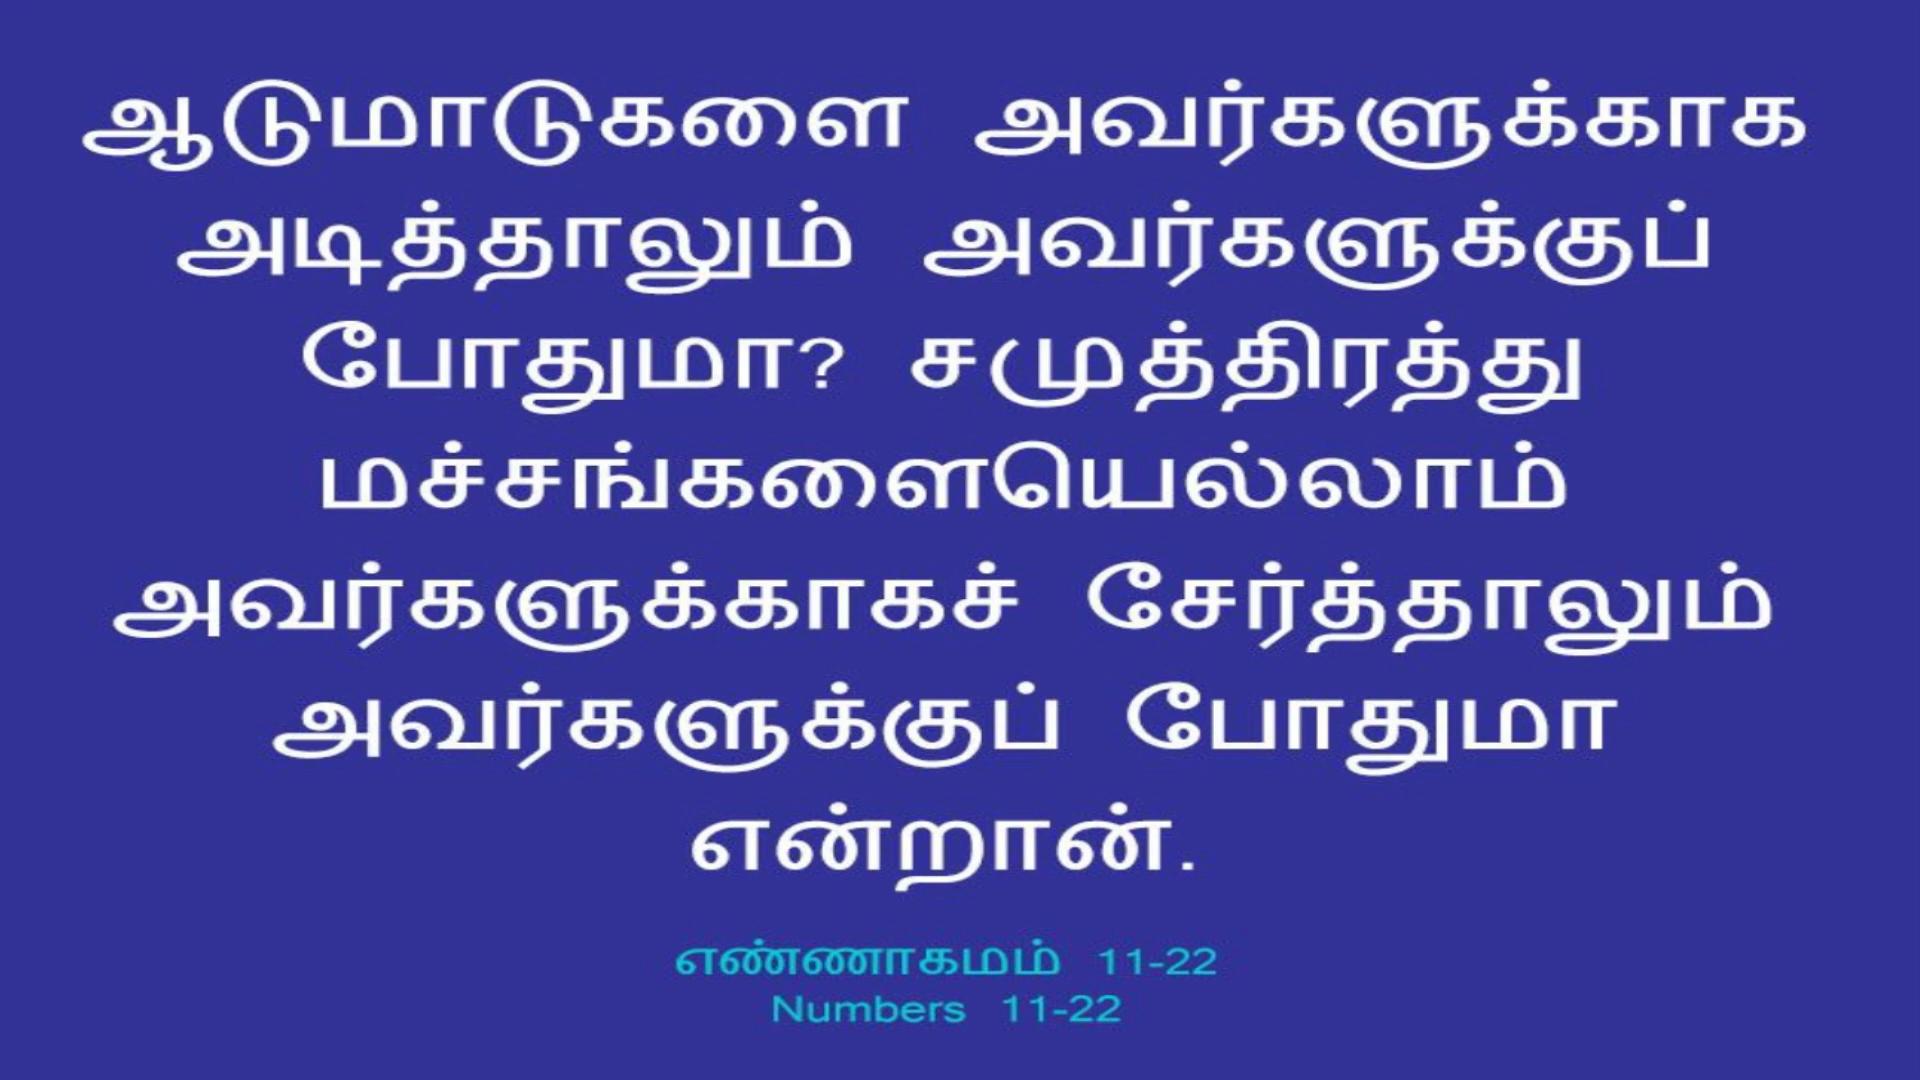 ஆடுமாடுகளை அவர்களுக்காக
அடித்தாலும் அவர்களுக்குப்
போதுமா? சமுத்திரத்து
மச்சங்களையெல்லாம்
அவர்களுக்காகச் சேர்த்தாலும்
அவர்களுக்குப் போதுமா
என்றான்.
எண்ணாகமம் 11-22
Numbers 11-22